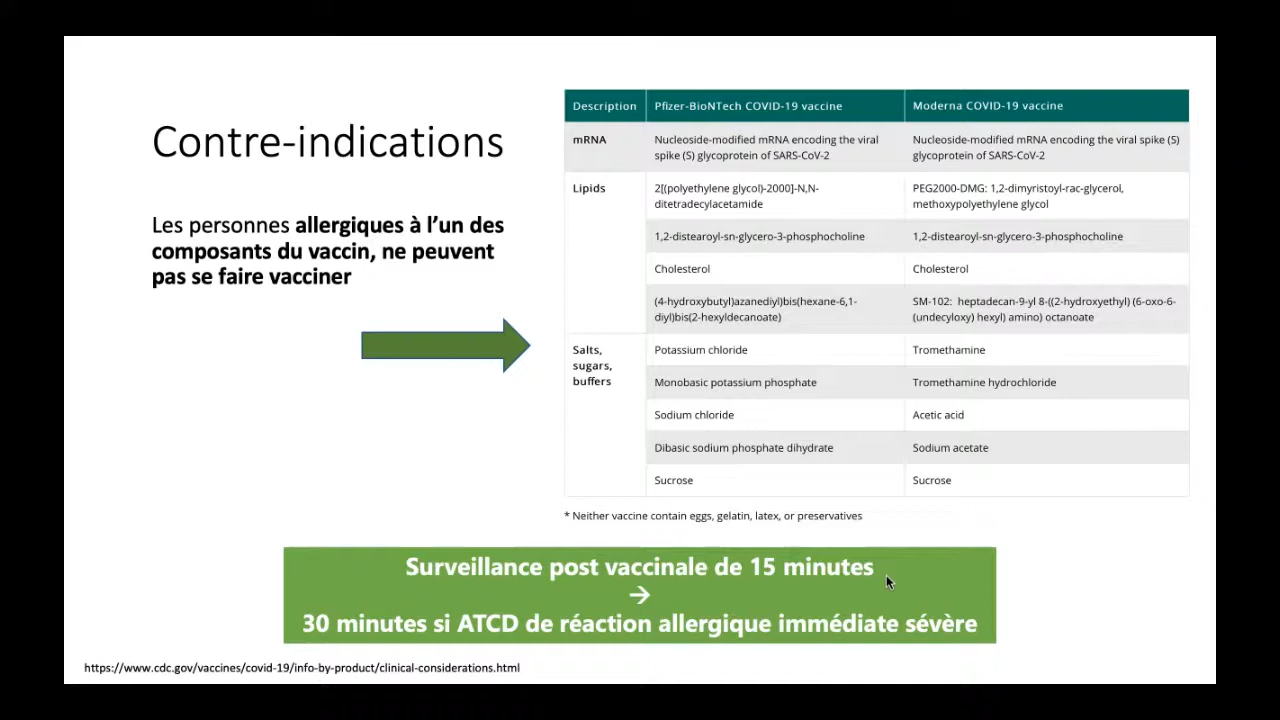 Contre-indications
Les personnes allergiques à l’un des
composants du vaccin, ne peuvent
pas se faire vacciner
Description Pfizer-BioNTech COVID-19 vaccine Moderna COVID-19 vaccine
mRNA Nucleoside-modified mRNA encoding the viral Nucleoside-modified mRNA encoding the viral spike (S)
spike (S) glycoprotein of SARS-CoV-2 glycoprotein of SARS-CoV-2
Lipids 2[(polyethylene glycol)-2000]-N,N- PEG2000-DMG: 1,2-dimyristoyl-rac-glycerol,
ditetradecylacetamide methoxypolyethylene glycol
1,2-distearoyl-sn-glycero-3-phosphocholine 1,2-distearoyl-sn-glycero-3-phosphocholine
Cholesterol Cholesterol
(4-hydroxybutyl)azanediyl)bis(hexane-6,1- SM-102: heptadecan-9-yl 8-((2-hydroxyethyl) (6-oxo-6-
diyl)bis(2-hexyldecanoate) (undecyloxy) hexyl) amino) octanoate
Salts, Potassium chloride Tromethamine
sugars,
buffers Monobasic potassium phosphate Tromethamine hydrochloride
Sodium chloride Acetic acid
Dibasic sodium phosphate dihydrate Sodium acetate
Sucrose Sucrose
* Neither vaccine contain eggs, gelatin, latex, or preservatives
Surveillance post vaccinale de 15 minutes
→
30 minutes si ATCD de réaction allergique immédiate sévère
https://www.cdc.gov/vaccines/covid-19/info-by-product/clinical-considerations.html